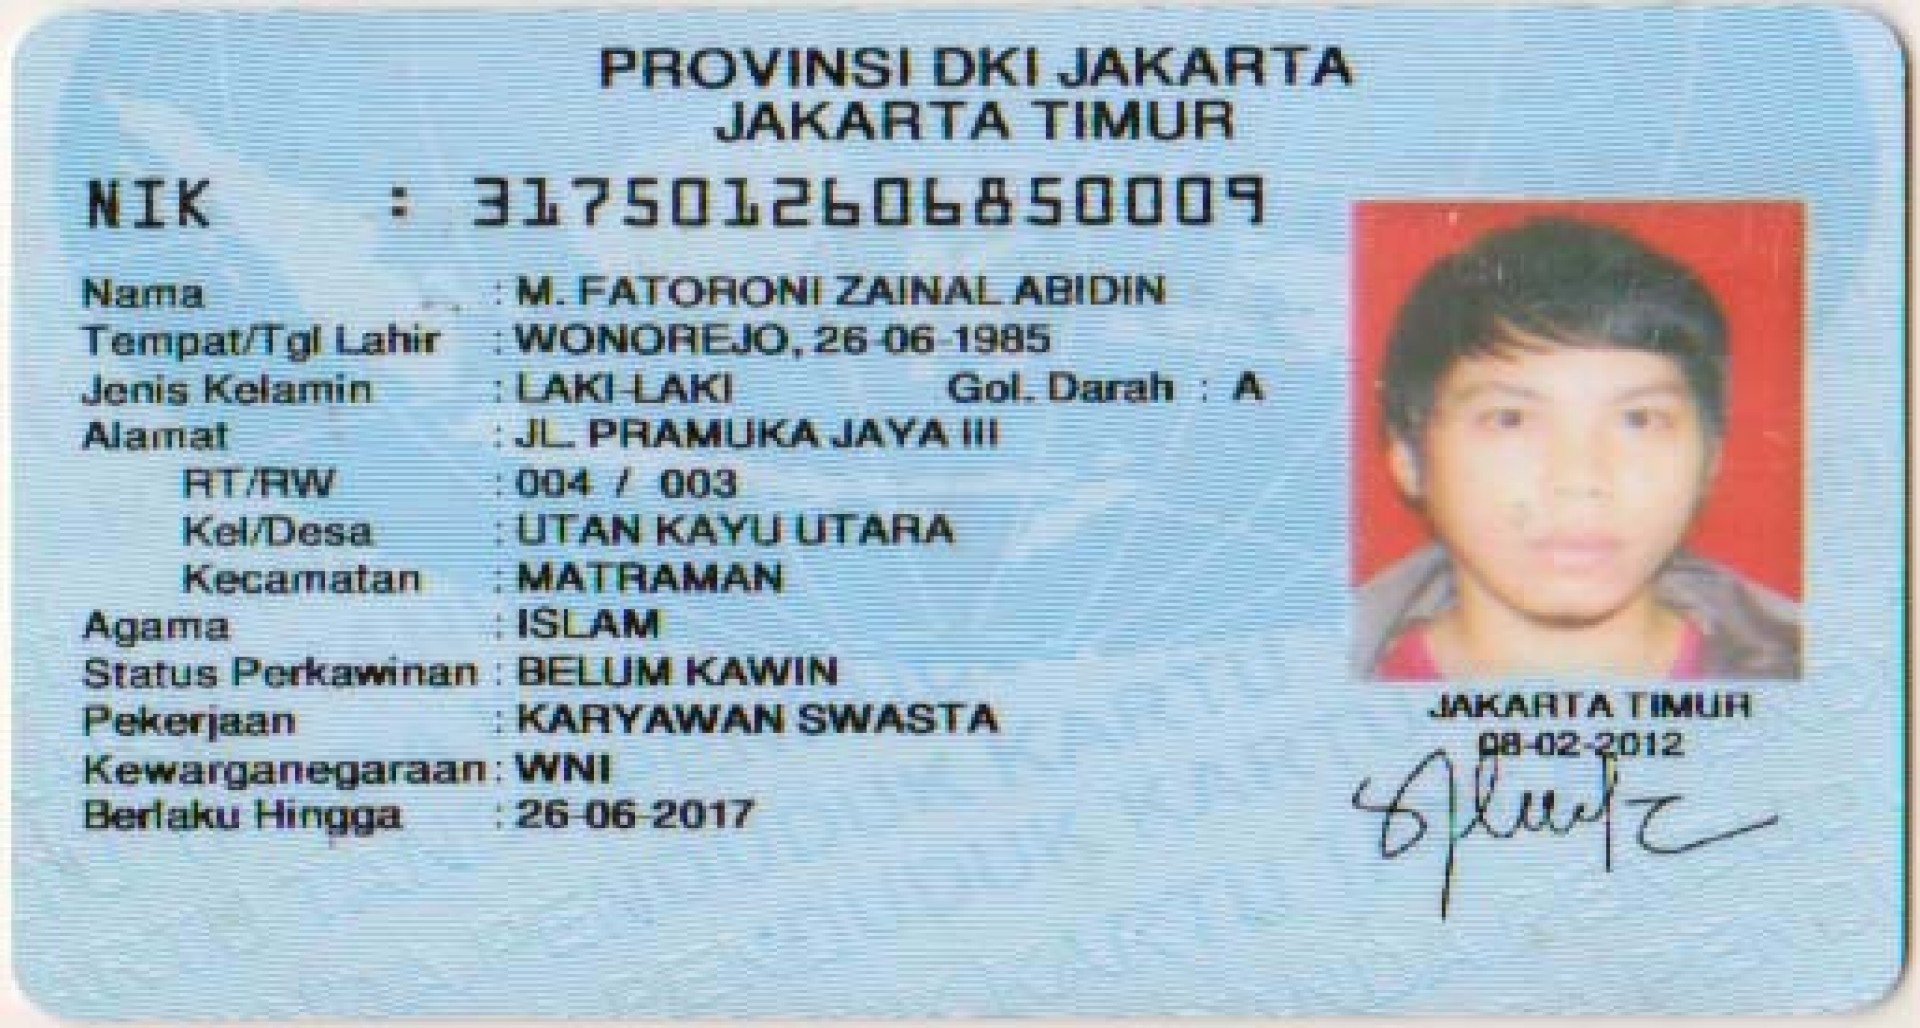 PROVINSI DKI JAKARTA
JAKARTA TIMUR
NIK : 3175012606850009
Nama : M. FATORONI ZAINAL ABIDIN
Tempat/Tgl Lahir : WONOREJO, 26-06-1985
Jenis Kelamin : LAKI-LAKI Gol. Darah : A
Alamat : JL. PRAMUKA JAYA III
RT/RW : 004 / 003
Kel/Desa : UTAN KAYU UTARA
Kecamatan : MATRAMAN
Agama : ISLAM
Status Perkawinan : BELUM KAWIN
Pekerjaan : KARYAWAN SWASTA
Kewarganegaraan : WNI
Berlaku Hingga : 26-06-2017
JAKARTA TIMUR
08-02-2012